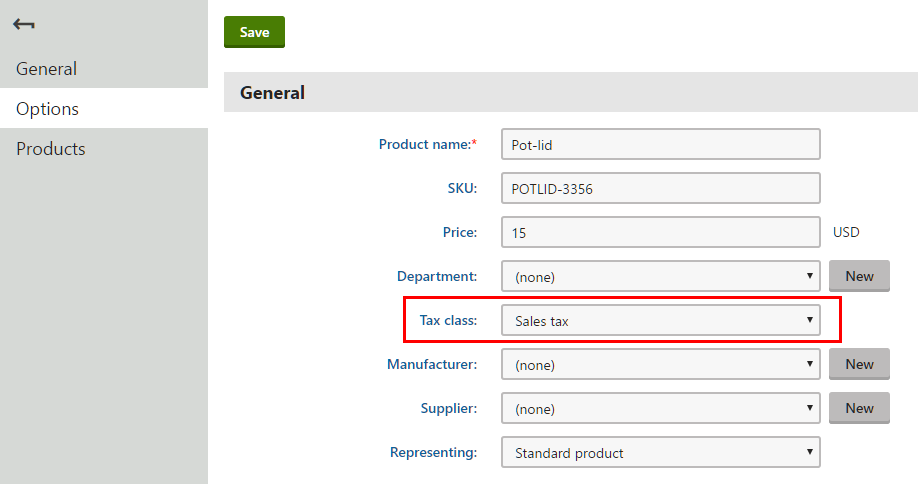 Save
General
Options
Products
General
Product name:* Pot-lid
SKU: POTLID-3356
Price: 15 USD
Department: (none) New
Tax class: Sales tax
Manufacturer: (none) New
Supplier: (none) New
Representing: Standard product